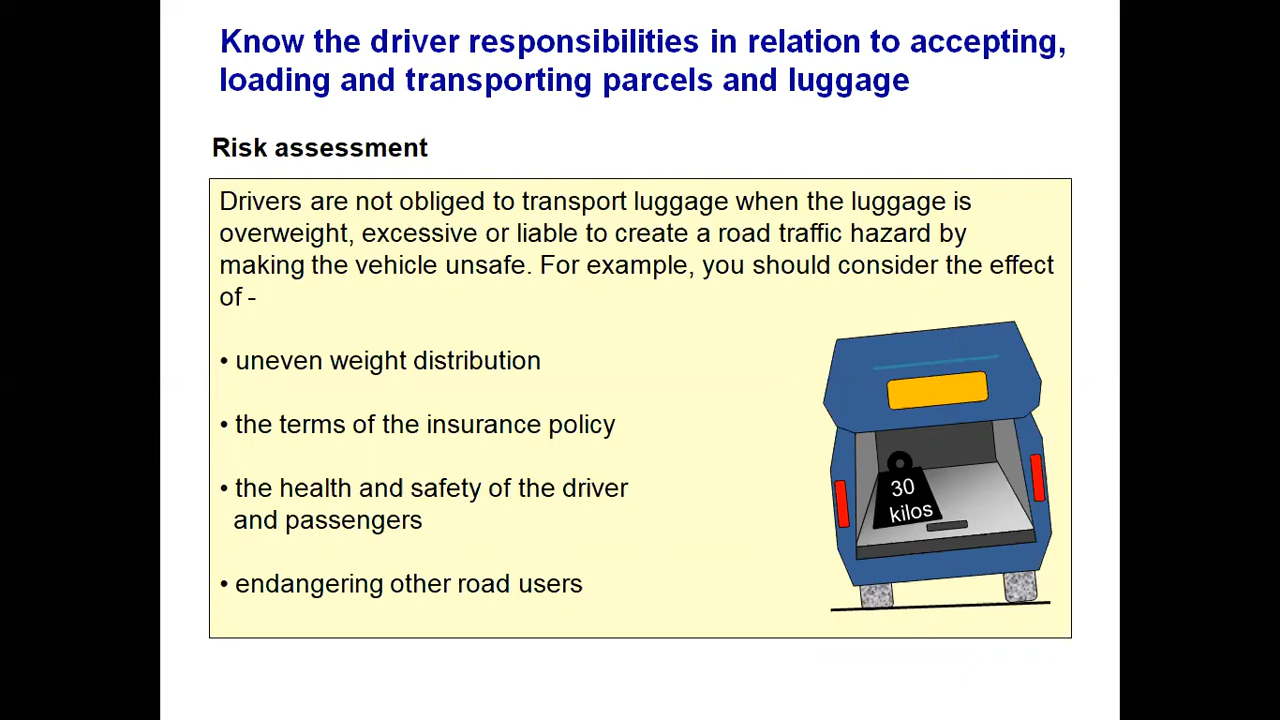 Know the driver responsibilities in relation to accepting,
loading and transporting parcels and luggage
Risk assessment
Drivers are not obliged to transport luggage when the luggage is
overweight, excessive or liable to create a road traffic hazard by
making the vehicle unsafe. For example, you should consider the effect
of -
• uneven weight distribution
• the terms of the insurance policy
• the health and safety of the driver
and passengers
• endangering other road users
30
kilos